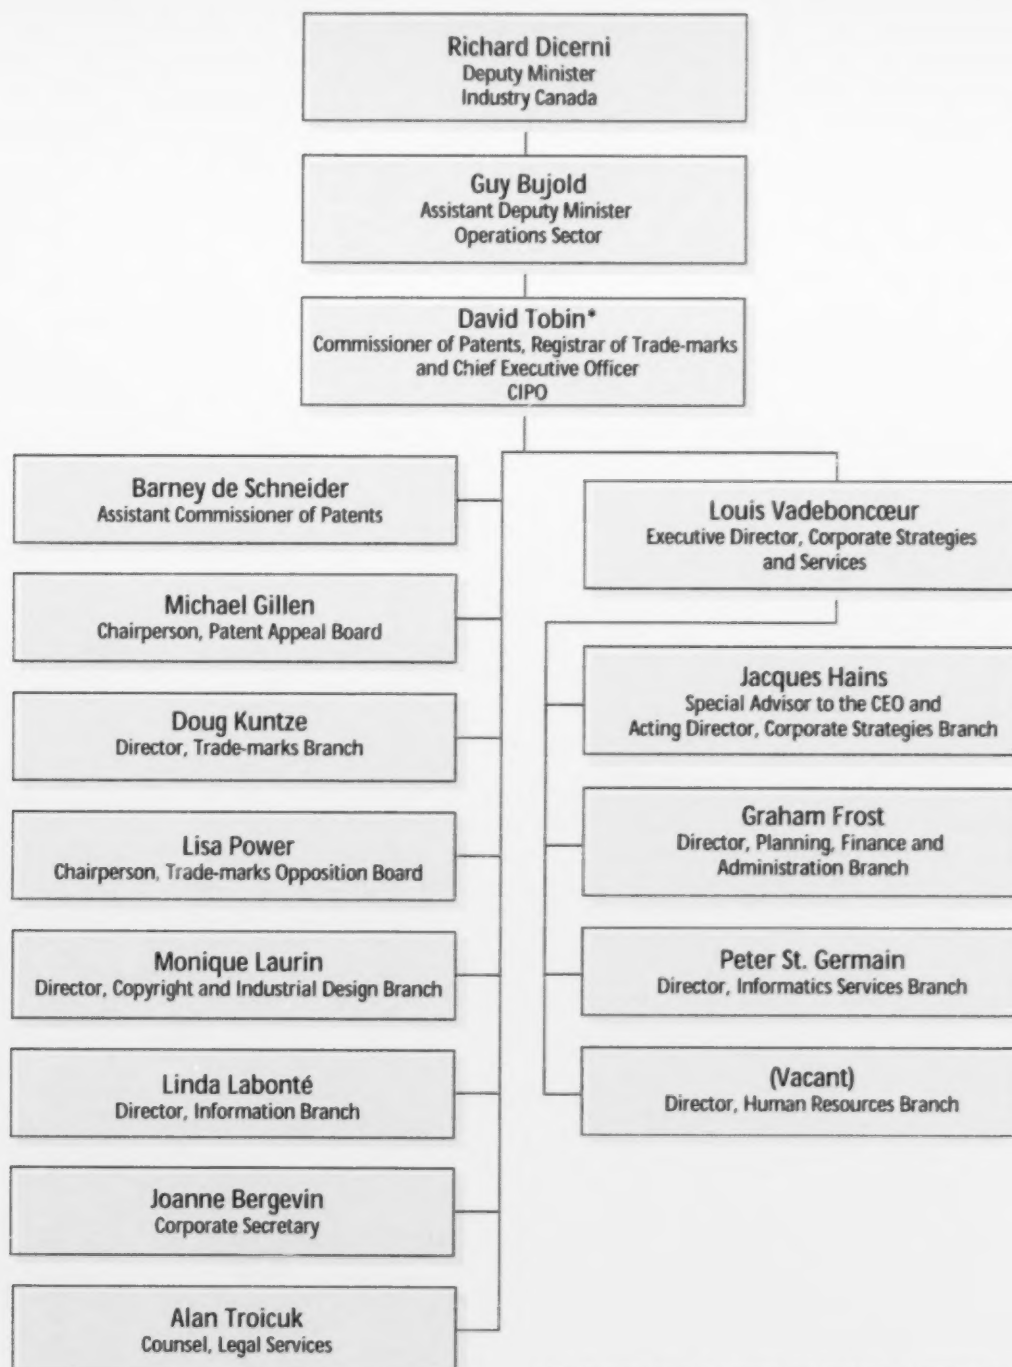 Richard Dicerni
Deputy Minister
Industry Canada
Guy Bujold
Assistant Deputy Minister
Operations Sector
David Tobin*
Commissioner of Patents, Registrar of Trade-marks
and Chief Executive Officer
CIPO
Barney de Schneider
Assistant Commissioner of Patents
Michael Gillen
Chairperson, Patent Appeal Board
Doug Kuntze
Director, Trade-marks Branch
Lisa Power
Chairperson, Trade-marks Opposition Board
Monique Laurin
Director, Copyright and Industrial Design Branch
Linda Labonté
Director, Information Branch
Joanne Bergevin
Corporate Secretary
Alan Troicuk
Counsel, Legal Services
Louis Vadeboncœur
Executive Director, Corporate Strategies
and Services
Jacques Hains
Special Advisor to the CEO and
Acting Director, Corporate Strategies Branch
Graham Frost
Director, Planning, Finance and
Administration Branch
Peter St. Germain
Director, Informatics Services Branch
(Vacant)
Director, Human Resources Branch